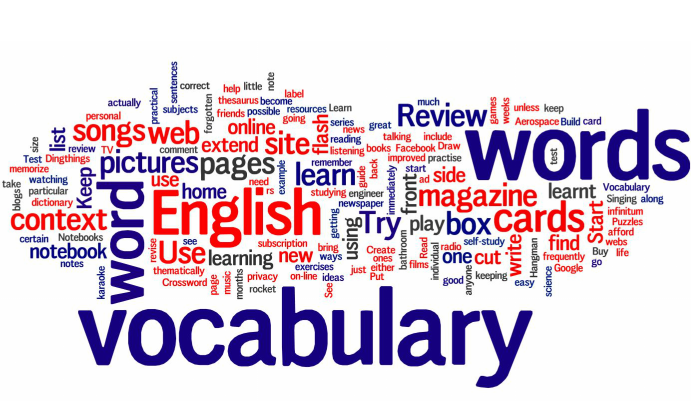 sentences
correct
help
little
note
actually
practical
thesaurus
become
label
personal
subjects
forgotten
friends
possible
resources
Learn
much
games
weeks
unless
keep
size
list
songs
web
online
going
flash
series
news
great
Review
Aerospace
Build
card
review
TV
comment
extend
site
reading
listening
talking
books
include
Facebook
Draw
words
Test
Dingthings
pictures
pages
remember
guide
back
improved
practise
test
memorize
watching
Keep
use
home
need
rs
example
learn
immediately
start
ad
side
take
blogs
particular
dictionary
word
English
studying
engineer
newspaper
front
magazine
learnt
Vocabulary
Singing
along
context
getting
Try
play
box
cards
Start
infinitum
Puzzles
afford
certain
Notebooks
revise
see
Use
learning
subscription
new
bring
ways
using
Create
ones
bathroom
Read
radio
self-study
one
cut
write
Hangman
find
webs
Buy
life
go
notebook
notes
karaoke
thematically
Crossword
page
music
months
privacy
rocket
exercises
on-line
ideas
See
just
either
Put
films
individual
good
anyone
keeping
easy
science
frequently
Google
vocabulary